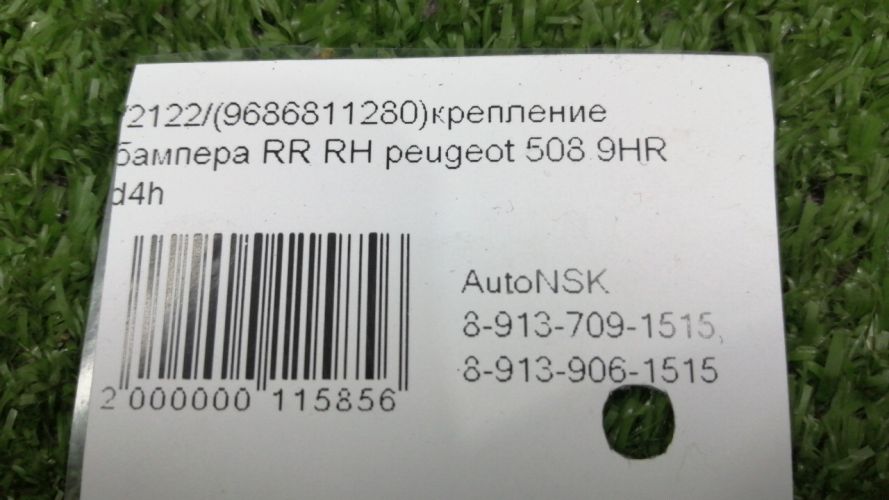 /2122/(9686811280)крепление
бампера RR RH peugeot 508 9HR
d4h
AutoNSK
8-913-709-1515,
8-913-906-1515
2 000000 115856